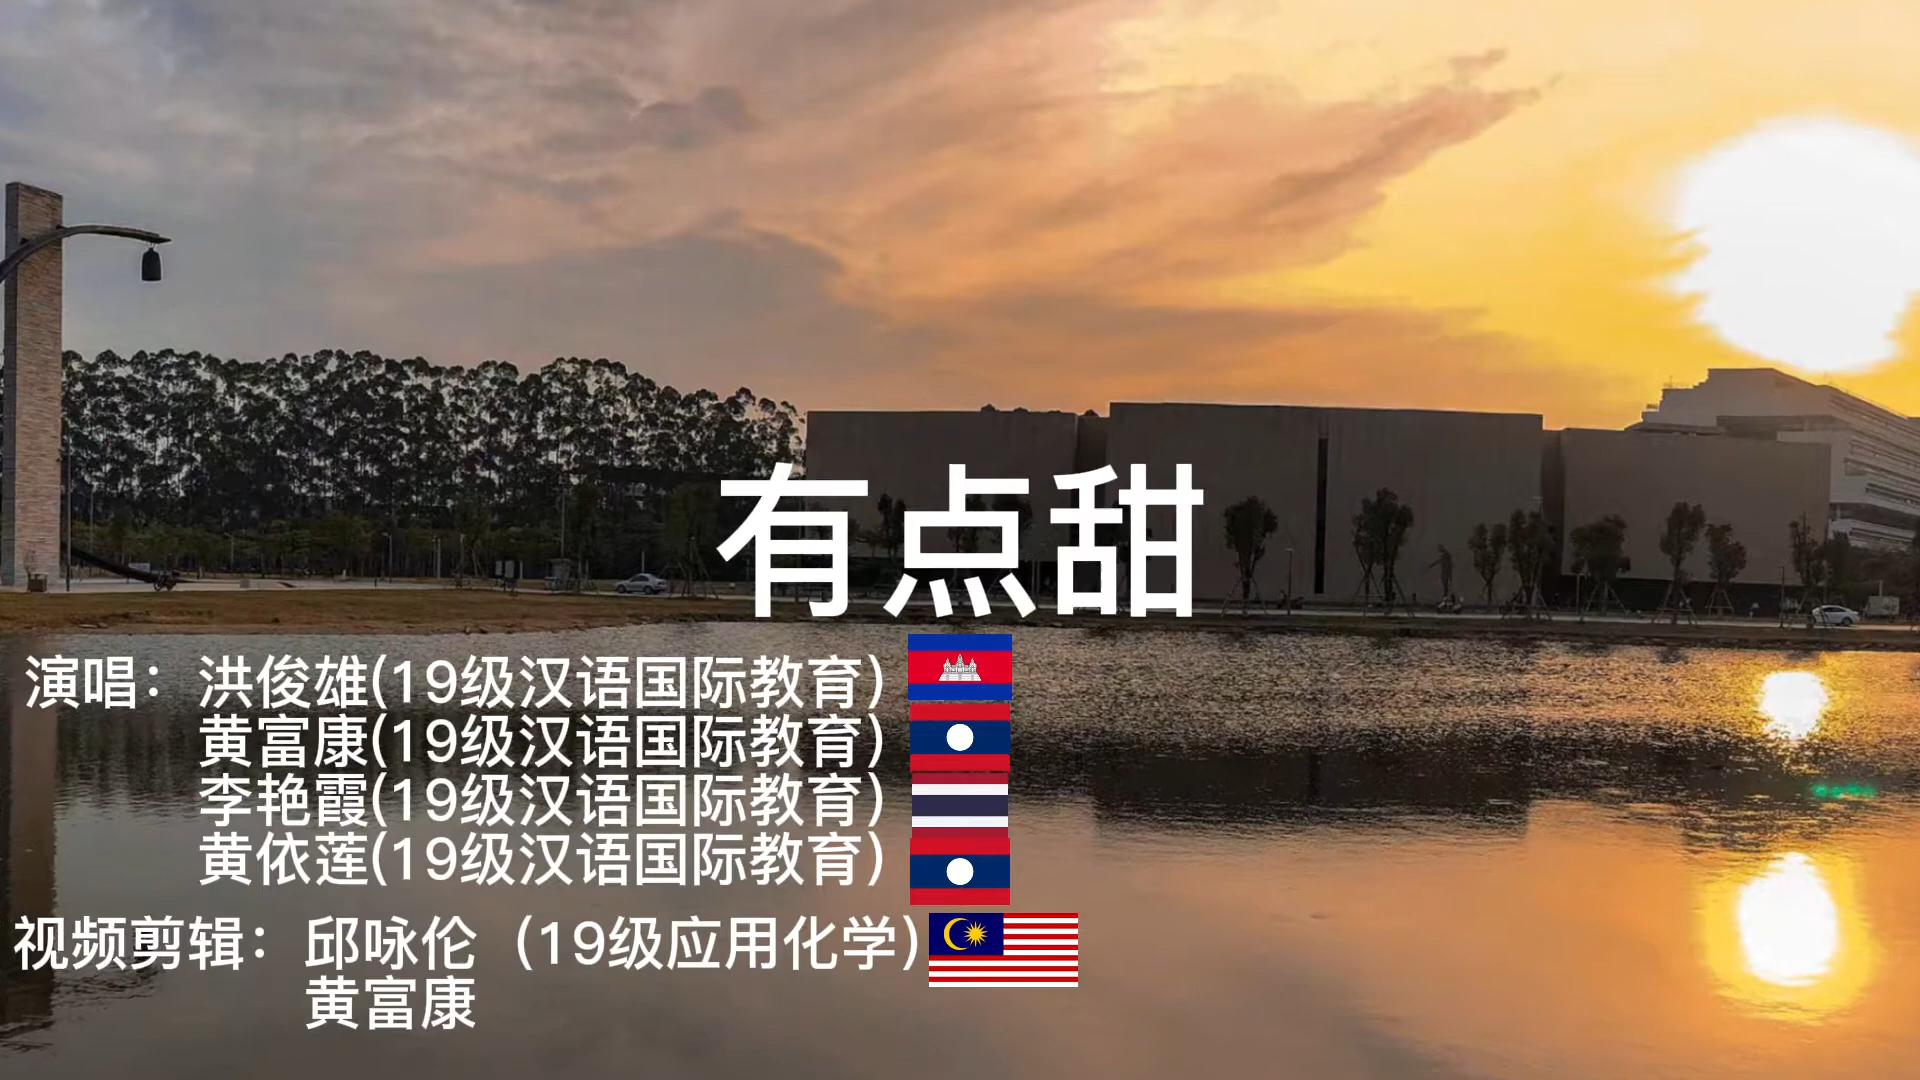 有点甜
演唱：洪俊雄(19级汉语国际教育）
黄富康(19级汉语国际教育）
李艳霞(19级汉语国际教育）
黄依莲(19级汉语国际教育）
视频剪辑：邱咏伦（19级应用化学）
黄富康